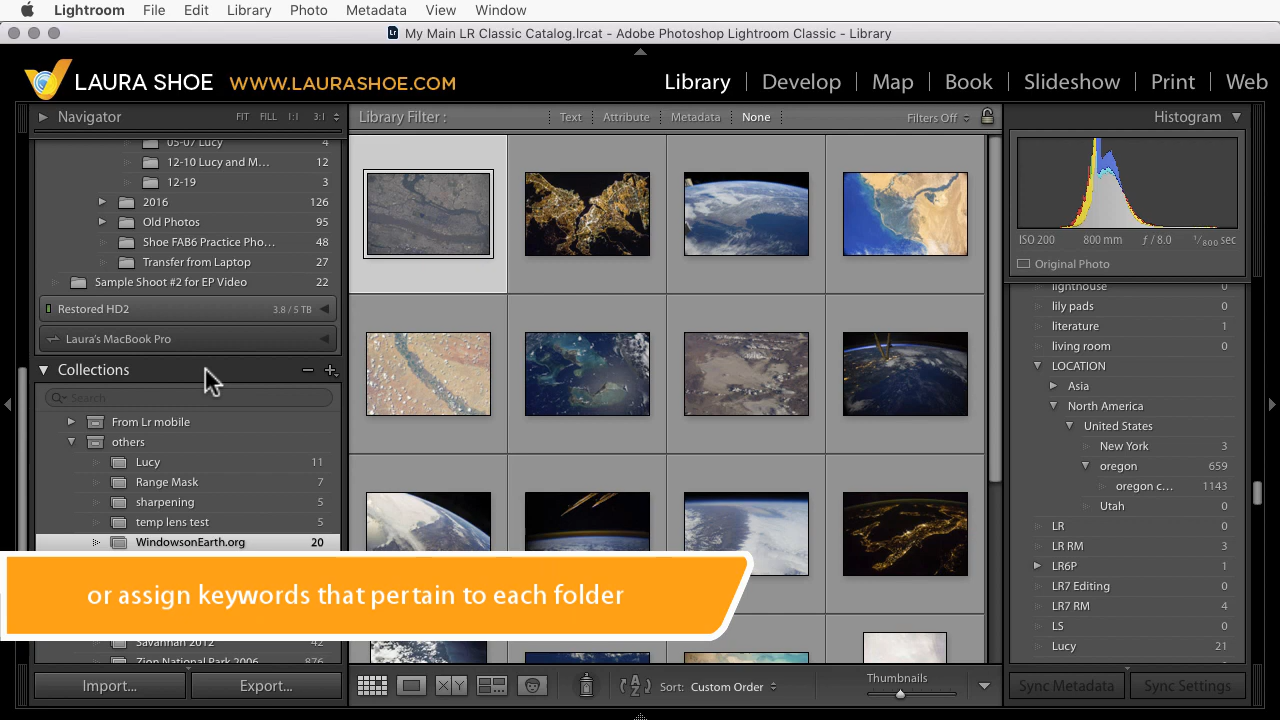 Lightroom File Edit Library Photo Metadata View Window
My Main LR Classic Catalog.lrcat - Adobe Photoshop Lightroom Classic - Library
LAURA SHOE WWW.LAURASHOE.COM
Library | Develop | Map | Book | Slideshow | Print | Web
Navigator FIT FILL 1:1 3:1
05-07 Lucy 4
12-10 Lucy and M... 12
12-19 3
2016 126
Old Photos 95
Shoe FAB6 Practice Pho... 48
Transfer from Laptop 27
Sample Shoot #2 for EP Video 22
Restored HD2 3.8 / 5 TB
Laura's MacBook Pro
Collections
Search
From Lr mobile
others
Lucy 11
Range Mask 7
sharpening 5
temp lens test 5
WindowsonEarth.org 20
or assign keywords that pertain to each folder
Savannah 2012 42
Zion National Park 2006 876
Import... Export...
Library Filter : Text Attribute Metadata None Filters Off
Sort: Custom Order Thumbnails
Histogram
ISO 200 800 mm ƒ / 8.0 1/800 sec
Original Photo
lighthouse 0
lily pads 0
literature 1
living room 0
LOCATION
Asia
North America
United States
New York 3
oregon 659
oregon c... 1143
Utah 0
LR 0
LR RM 3
LR6P 1
LR7 Editing 0
LR7 RM 4
LS 0
Lucy 21
Sync Metadata Sync Settings